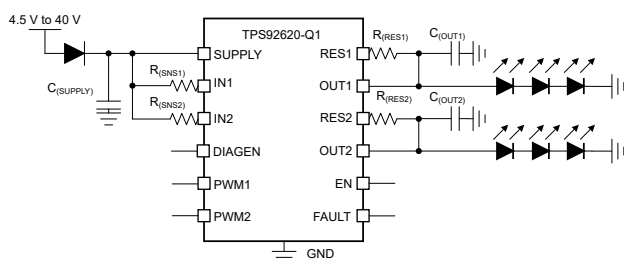 4.5 V to 40 V
TPS92620-Q1
C(SUPPLY)
R(SNS1)
R(SNS2)
SUPPLY
IN1
IN2
DIAGEN
PWM1
PWM2
RES1
OUT1
RES2
OUT2
EN
FAULT
R(RES1)
C(OUT1)
R(RES2)
C(OUT2)
GND